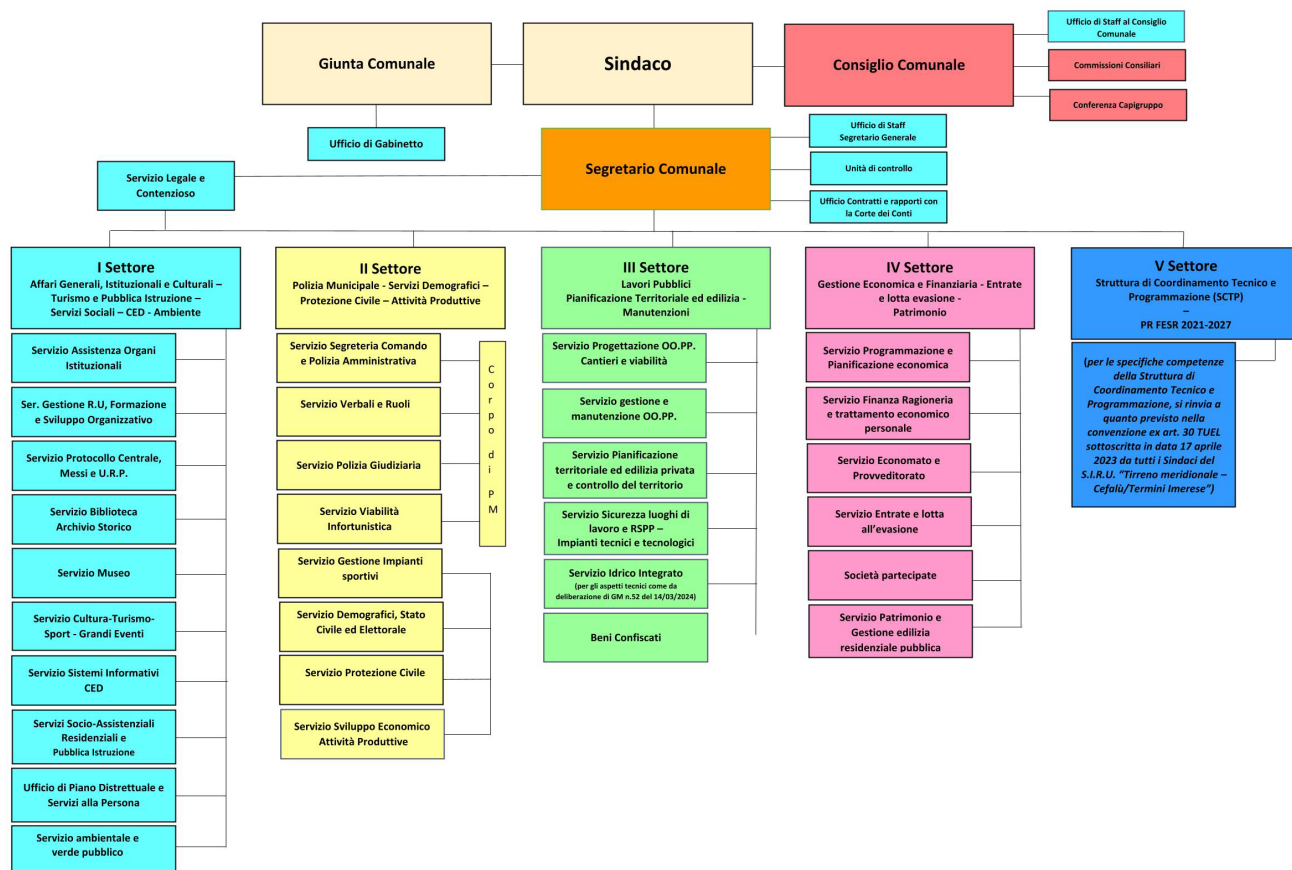 Giunta Comunale
Sindaco
Consiglio Comunale
Ufficio di Staff al Consiglio
Comunale
Commissioni Consiliari
Conferenza Capigruppo
Ufficio di Gabinetto
Segretario Comunale
Ufficio di Staff
Segretario Generale
Unità di controllo
Ufficio Contratti e rapporti con
la Corte dei Conti
Servizio Legale e
Contenzioso
I Settore
Affari Generali, Istituzionali e Culturali –
Turismo e Pubblica Istruzione –
Servizi Sociali – CED - Ambiente
Servizio Assistenza Organi
Istituzionali
Ser. Gestione R.U, Formazione
e Sviluppo Organizzativo
Servizio Protocollo Centrale,
Messi e U.R.P.
Servizio Biblioteca
Archivio Storico
Servizio Museo
Servizio Cultura-Turismo-
Sport - Grandi Eventi
Servizio Sistemi Informativi
CED
Servizi Socio-Assistenziali
Residenziali e
Pubblica Istruzione
Ufficio di Piano Distrettuale e
Servizi alla Persona
Servizio ambientale e
verde pubblico
II Settore
Polizia Municipale - Servizi Demografici –
Protezione Civile – Attività Produttive
Servizio Segreteria Comando
e Polizia Amministrativa
Servizio Verbali e Ruoli
Servizio Polizia Giudiziaria
Servizio Viabilità
Infortunistica
Corpo di PM
Servizio Gestione Impianti
sportivi
Servizio Demografici, Stato
Civile ed Elettorale
Servizio Protezione Civile
Servizio Sviluppo Economico
Attività Produttive
III Settore
Lavori Pubblici
Pianificazione Territoriale ed edilizia -
Manutenzioni
Servizio Progettazione OO.PP.
Cantieri e viabilità
Servizio gestione e
manutenzione OO.PP.
Servizio Pianificazione
territoriale ed edilizia privata
e controllo del territorio
Servizio Sicurezza luoghi di
lavoro e RSPP –
Impianti tecnici e tecnologici
Servizio Idrico Integrato
(per gli aspetti tecnici come da
deliberazione di GM n.52 del 14/03/2024)
Beni Confiscati
IV Settore
Gestione Economica e Finanziaria - Entrate
e lotta evasione -
Patrimonio
Servizio Programmazione e
Pianificazione economica
Servizio Finanza Ragioneria
e trattamento economico
personale
Servizio Economato e
Provveditorato
Servizio Entrate e lotta
all’evasione
Società partecipate
Servizio Patrimonio e
Gestione edilizia
residenziale pubblica
V Settore
Struttura di Coordinamento Tecnico e
Programmazione (SCTP)
–
PR FESR 2021-2027
(per le specifiche competenze
della Struttura di
Coordinamento Tecnico e
Programmazione, si rinvia a
quanto previsto nella
convenzione ex art. 30 TUEL
sottoscritta in data 17 aprile
2023 da tutti i Sindaci del
S.I.R.U. “Tirreno meridionale –
Cefalù/Termini Imerese”)